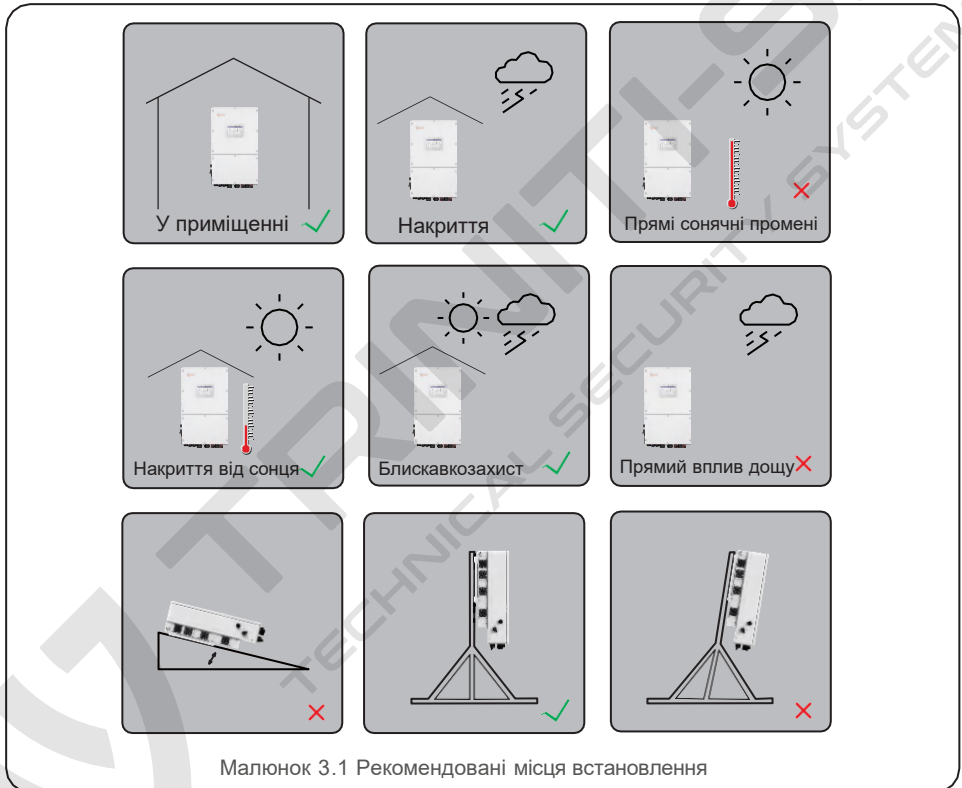 У приміщенні
Накриття
Прямі сонячні промені
Накриття від сонця
Блискавкозахист
Прямий вплив дощу
Малюнок 3.1 Рекомендовані місця встановлення
TRINITI-S
TECHNICAL SECURITY SYSTEM